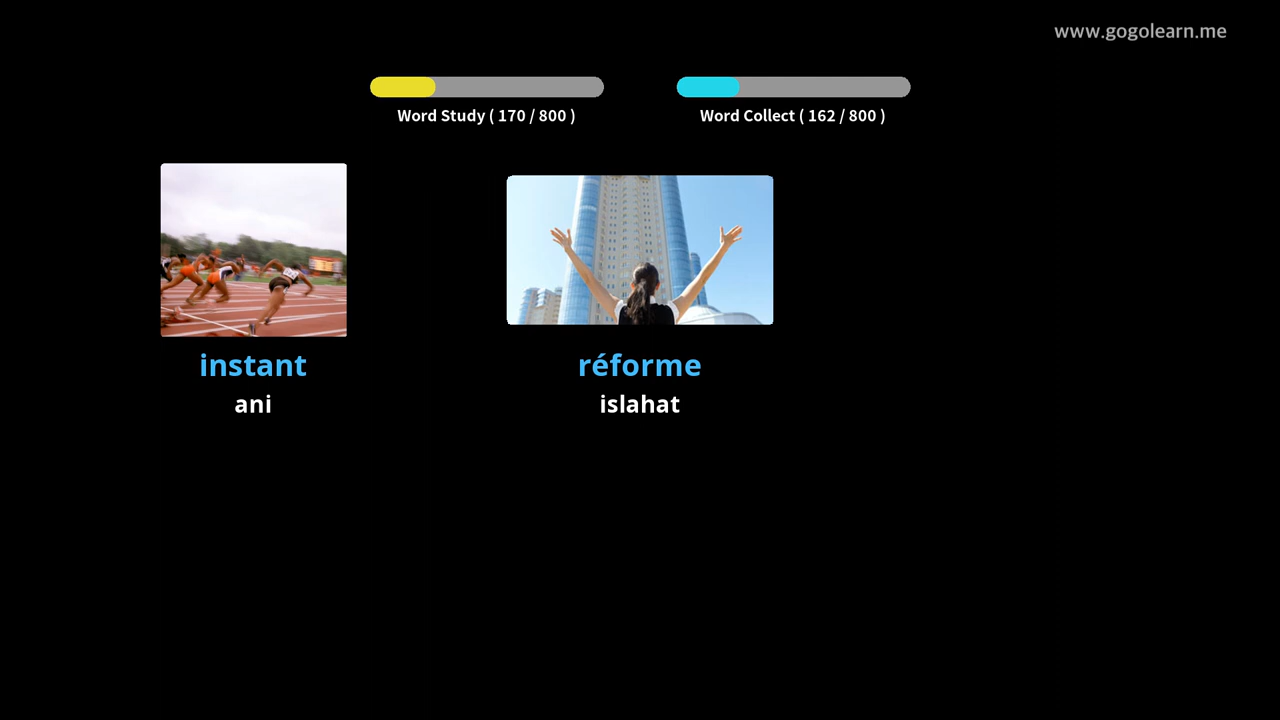 www.gogolearn.me
Word Study ( 170 / 800 )
Word Collect ( 162 / 800 )
instant
ani
réforme
islahat